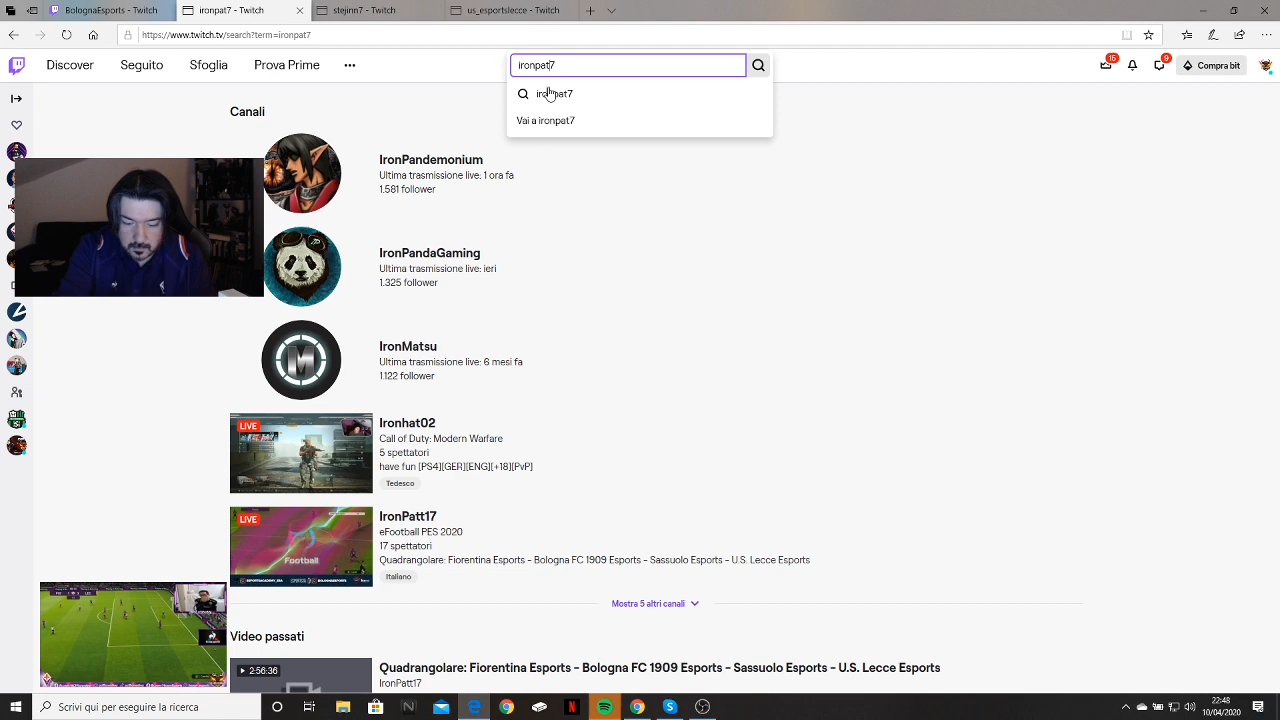 BolognaEsports - Twitch
ironpat7 - Twitch
stejinn7 - Twitch
us_esportslecce - Twitch
https://www.twitch.tv/search?term=ironpat7
Discover
Seguito
Sfoglia
Prova Prime
ironpat7
15
9
Compra bit
ironpat7
Vai a ironpat7
Canali
IronPandemonium
Ultima trasmissione live: 1 ora fa
1.581 follower
IronPandaGaming
Ultima trasmissione live: ieri
1.325 follower
IronMatsu
Ultima trasmissione live: 6 mesi fa
1.122 follower
LIVE
Ironhat02
Call of Duty: Modern Warfare
5 spettatori
have fun [PS4][GER][ENG][+18][PvP]
Tedesco
LIVE
Football
IronPatt17
eFootball PES 2020
17 spettatori
Quadrangolare: Fiorentina Esports - Bologna FC 1909 Esports - Sassuolo Esports - U.S. Lecce Esports
Italiano
Mostra 5 altri canali
Video passati
2:56:36
Quadrangolare: Fiorentina Esports - Bologna FC 1909 Esports - Sassuolo Esports - U.S. Lecce Esports
IronPatt17
Scrivi qui per eseguire la ricerca
22:48
10/04/2020